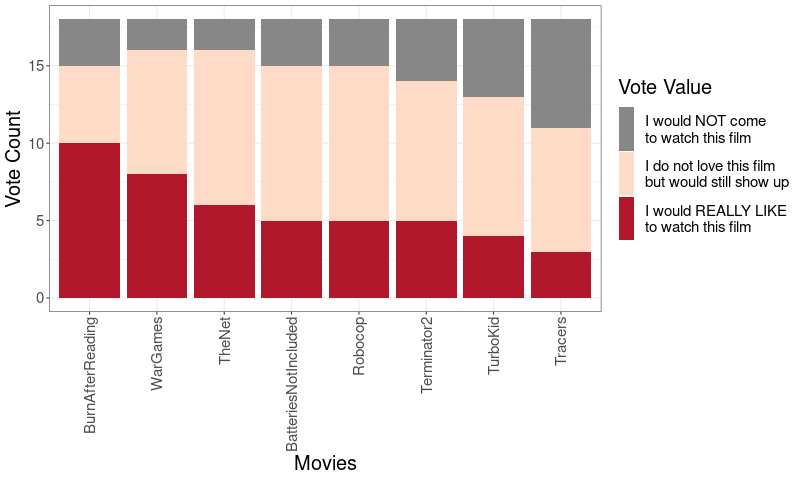 Vote Count
15
10
5
0
BurnAfterReading
WarGames
TheNet
BatteriesNotIncluded
Robocop
Terminator2
TurboKid
Tracers
Movies
Vote Value
I would NOT come
to watch this film
I do not love this film
but would still show up
I would REALLY LIKE
to watch this film